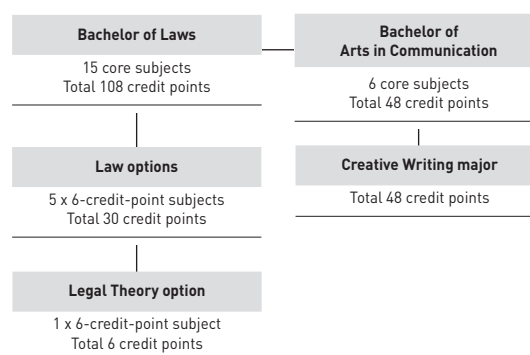 Bachelor of Laws
15 core subjects
Total 108 credit points
Law options
5 x 6-credit-point subjects
Total 30 credit points
Legal Theory option
1 x 6-credit-point subject
Total 6 credit points
Bachelor of
Arts in Communication
6 core subjects
Total 48 credit points
Creative Writing major
Total 48 credit points